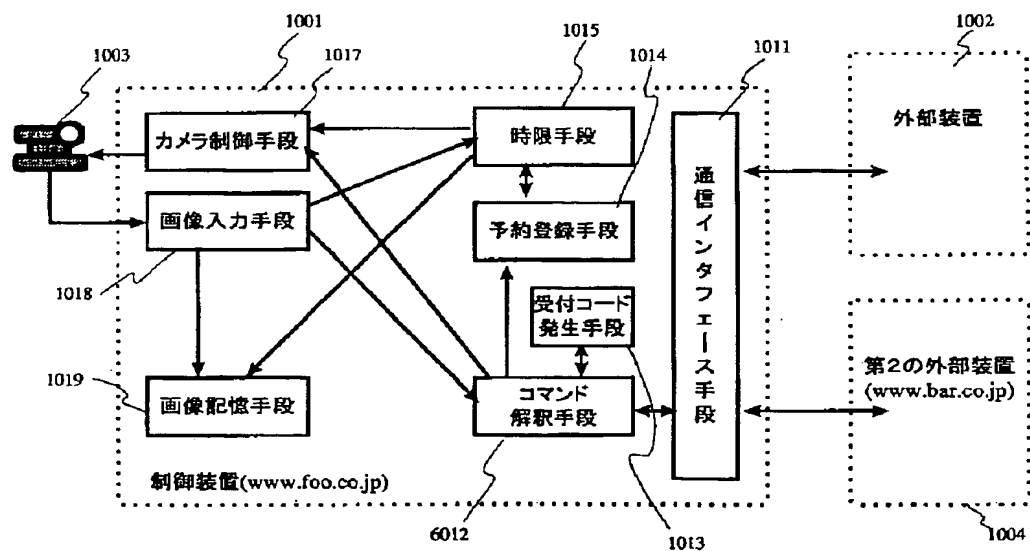 1001
1002
1003
1017
1015
1014
1011
カメラ制御手段
時限手段
外部装置
画像入力手段
予約登録手段
通信インタフェース手段
1018
受付コード
発生手段
第2の外部装置
(www.bar.co.jp)
1019
画像記憶手段
コマンド
解釈手段
制御装置(www.foo.co.jp)
6012
1013
1004